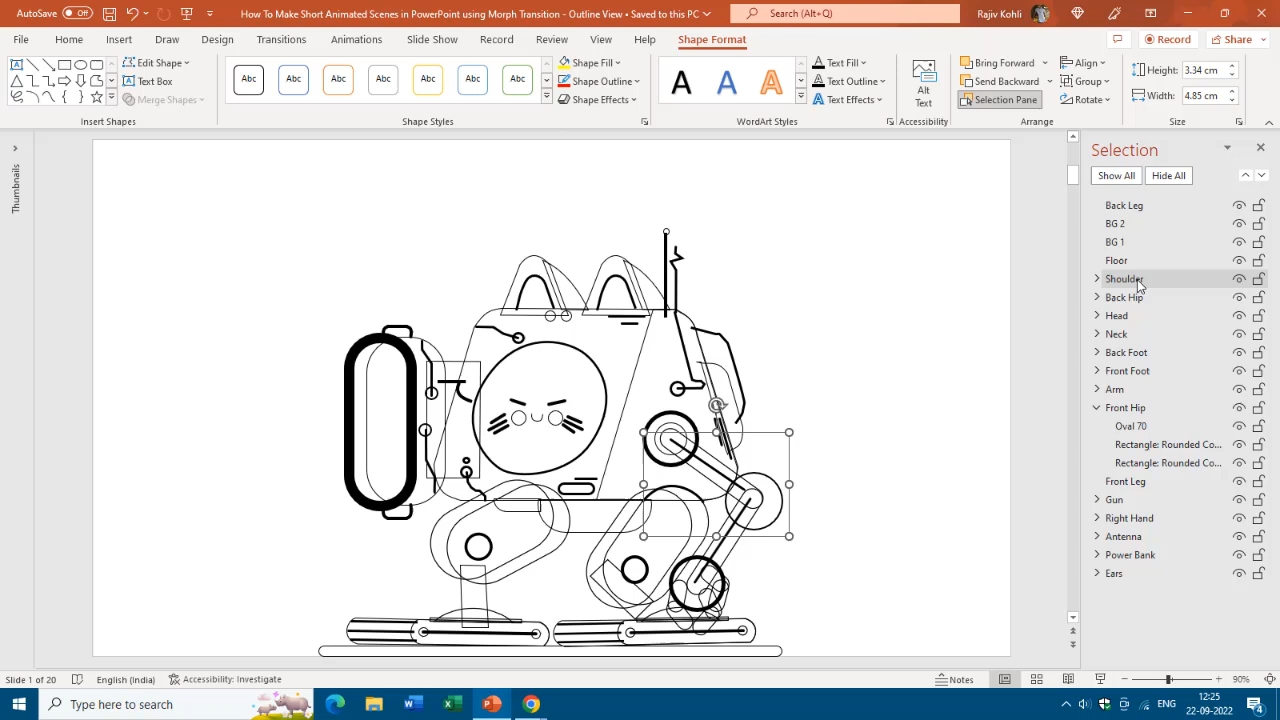 AutoSave Off How To Make Short Animated Scenes in PowerPoint using Morph Transition - Outline View • Saved to this PC Search (Alt+Q) Rajiv Kohli
File Home Insert Draw Design Transitions Animations Slide Show Record Review View Help Shape Format Record Share
Edit Shape
Text Box
Merge Shapes
Insert Shapes
Abc Abc Abc Abc Abc Abc Abc
Shape Fill
Shape Outline
Shape Effects
Shape Styles
A A A
Text Fill
Text Outline
Text Effects
WordArt Styles
Alt
Text
Accessibility
Bring Forward
Send Backward
Selection Pane
Align
Group
Rotate
Arrange
Height: 3.34 cm
Width: 4.85 cm
Size
Thumbnails
Selection
Show All Hide All
Back Leg
BG 2
BG 1
Floor
Shoulder
Back Hip
Head
Neck
Back Foot
Front Foot
Arm
Front Hip
Oval 70
Rectangle: Rounded Co...
Rectangle: Rounded Co...
Front Leg
Gun
Right Hand
Antenna
Power Bank
Ears
Slide 1 of 20 English (India) Accessibility: Investigate Notes 90%
Type here to search
ENG
12:25
22-09-2022
4